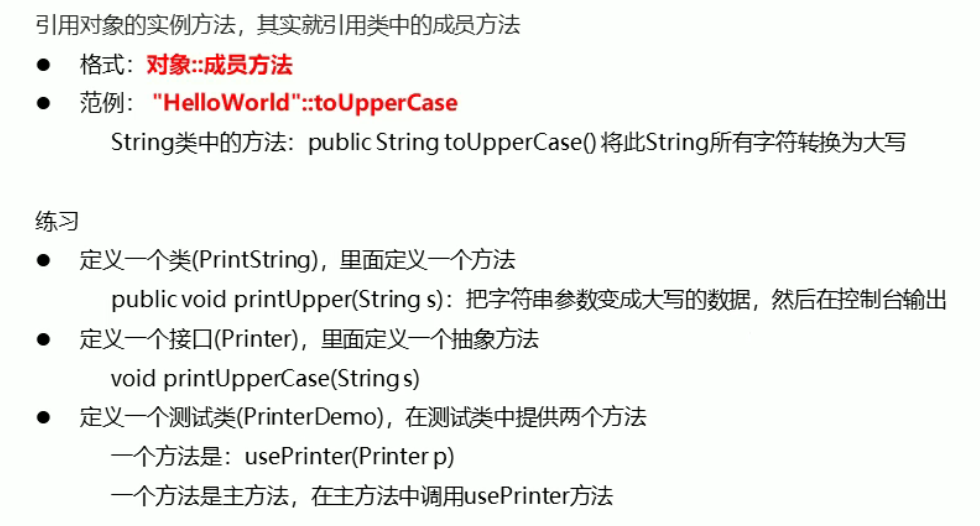 引用对象的实例方法，其实就引用类中的成员方法
● 格式：对象::成员方法
● 范例： "HelloWorld"::toUpperCase
String类中的方法：public String toUpperCase() 将此String所有字符转换为大写
练习
● 定义一个类(PrintString)，里面定义一个方法
public void printUpper(String s)：把字符串参数变成大写的数据，然后在控制台输出
● 定义一个接口(Printer)，里面定义一个抽象方法
void printUpperCase(String s)
● 定义一个测试类(PrinterDemo)，在测试类中提供两个方法
一个方法是：usePrinter(Printer p)
一个方法是主方法，在主方法中调用usePrinter方法